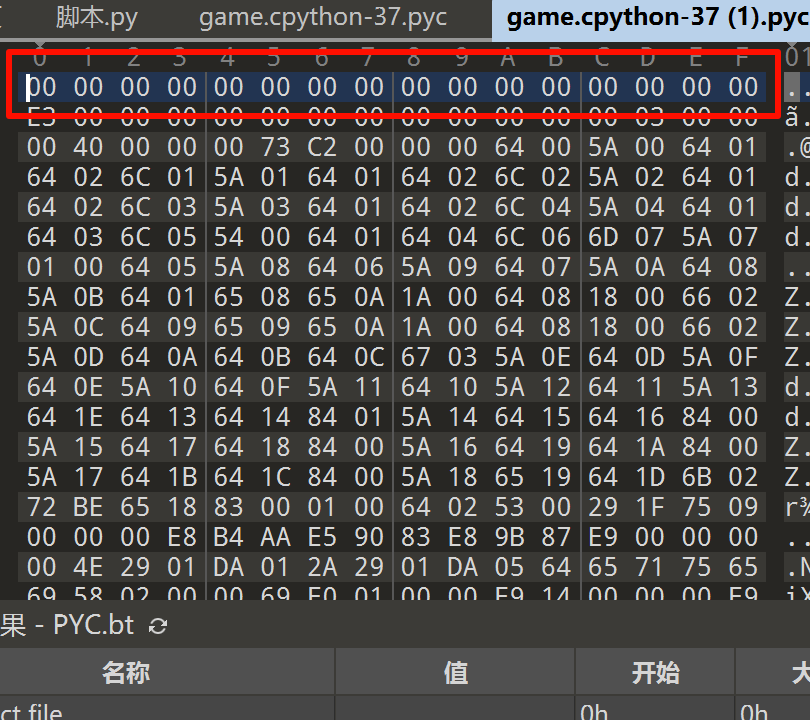 脚本.py game.cpython-37.pyc game.cpython-37 (1).pyc
0 1 2 3 4 5 6 7 8 9 A B C D E F 01
00 00 00 00 00 00 00 00 00 00 00 00 00 00 00 00 ..
E3 00 00 00 00 00 00 00 00 00 00 00 00 03 00 00 ã.
00 40 00 00 00 00 73 C2 00 00 00 64 00 5A 00 64 01 .@
64 02 6C 01 5A 01 64 01 64 02 6C 02 5A 02 64 01 d.
64 02 6C 03 5A 03 64 01 64 02 6C 04 5A 04 64 01 d.
64 03 6C 05 54 00 64 01 64 04 6C 06 6D 07 5A 07 d.
01 00 64 05 5A 08 64 06 5A 09 64 07 5A 0A 64 08 ..
5A 0B 64 01 65 08 65 0A 1A 00 64 08 18 00 66 02 Z.
5A 0C 64 09 65 09 65 0A 1A 00 64 08 18 00 66 02 Z.
5A 0D 64 0A 64 0B 64 0C 67 03 5A 0E 64 0D 5A 0F Z.
64 0E 5A 10 64 0F 5A 11 64 10 5A 12 64 11 5A 13 d.
64 1E 64 13 64 14 84 01 5A 14 64 15 64 16 84 00 d.
5A 15 64 17 64 18 84 00 5A 16 64 19 64 1A 84 00 Z.
5A 17 64 1B 64 1C 84 00 5A 18 65 19 64 1D 6B 02 Z.
72 BE 65 18 83 00 01 00 64 02 53 00 29 1F 75 09 r¾
00 00 00 E8 B4 AA E5 90 83 E8 9B 87 E9 00 00 00 ..
00 4E 29 01 DA 01 2A 29 01 DA 05 64 65 71 75 65 .N
69 58 02 00 00 69 E0 01 00 00 E9 14 00 00 00 E9 iX
果 - PYC.bt
名称 值 开始 大
ct file 0h 0h